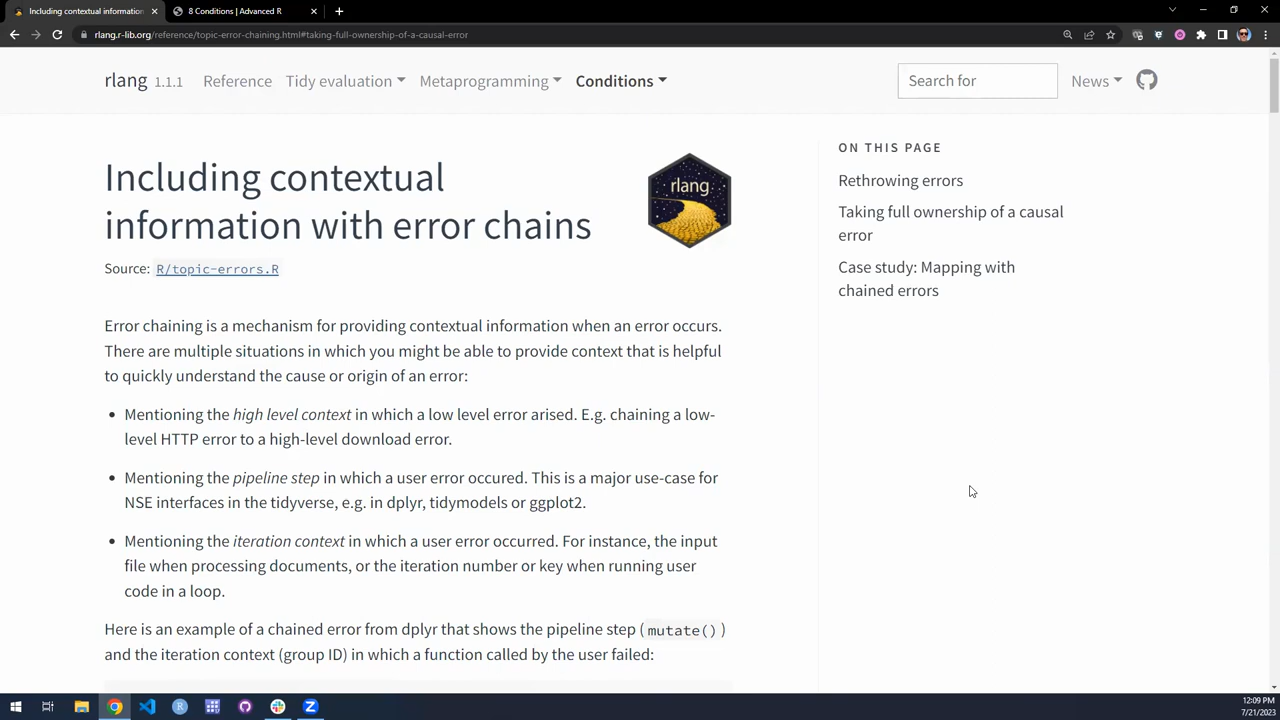 Including contextual information
8 Conditions | Advanced R
rlang.r-lib.org/reference/topic-error-chaining.html#taking-full-ownership-of-a-causal-error
rlang 1.1.1 Reference Tidy evaluation Metaprogramming Conditions Search for News
Including contextual
information with error chains
rlang
Source: R/topic-errors.R
Error chaining is a mechanism for providing contextual information when an error occurs.
There are multiple situations in which you might be able to provide context that is helpful
to quickly understand the cause or origin of an error:
• Mentioning the high level context in which a low level error arised. E.g. chaining a low-
level HTTP error to a high-level download error.
• Mentioning the pipeline step in which a user error occured. This is a major use-case for
NSE interfaces in the tidyverse, e.g. in dplyr, tidymodels or ggplot2.
• Mentioning the iteration context in which a user error occurred. For instance, the input
file when processing documents, or the iteration number or key when running user
code in a loop.
Here is an example of a chained error from dplyr that shows the pipeline step (mutate())
and the iteration context (group ID) in which a function called by the user failed:
ON THIS PAGE
Rethrowing errors
Taking full ownership of a causal
error
Case study: Mapping with
chained errors
12:09 PM
7/21/2023